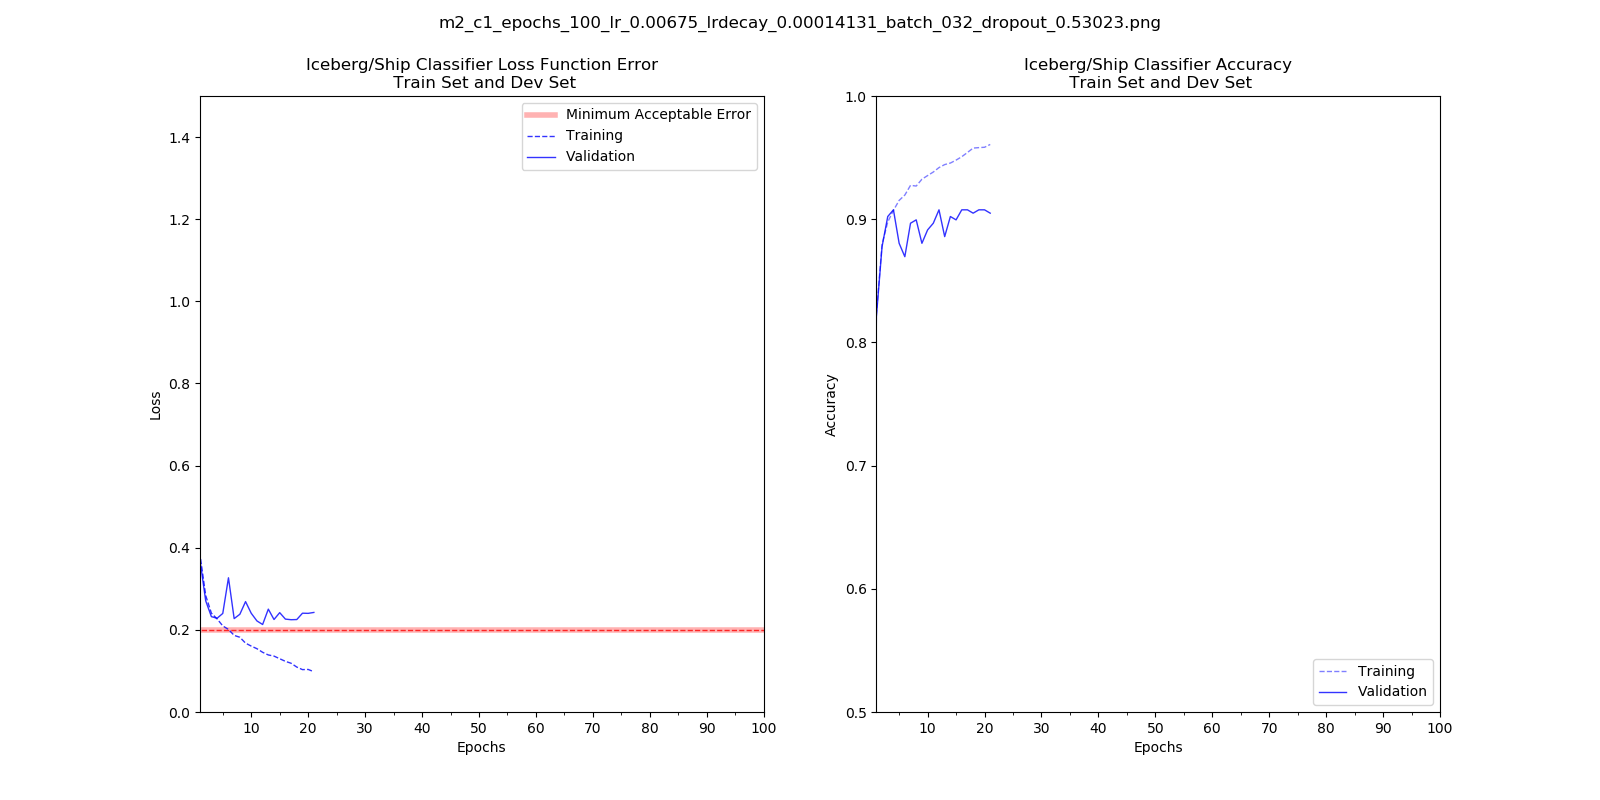 m2_c1_epochs_100_lr_0.00675_lrdecay_0.00014131_batch_032_dropout_0.53023.png
Iceberg/Ship Classifier Loss Function Error
Train Set and Dev Set
Minimum Acceptable Error
Training
Validation
1.4
1.2
1.0
0.8
0.6
0.4
0.2
0.0
Loss
10 20 30 40 50 60 70 80 90 100
Epochs
Iceberg/Ship Classifier Accuracy
Train Set and Dev Set
1.0
0.9
0.8
0.7
0.6
0.5
Accuracy
Training
Validation
10 20 30 40 50 60 70 80 90 100
Epochs